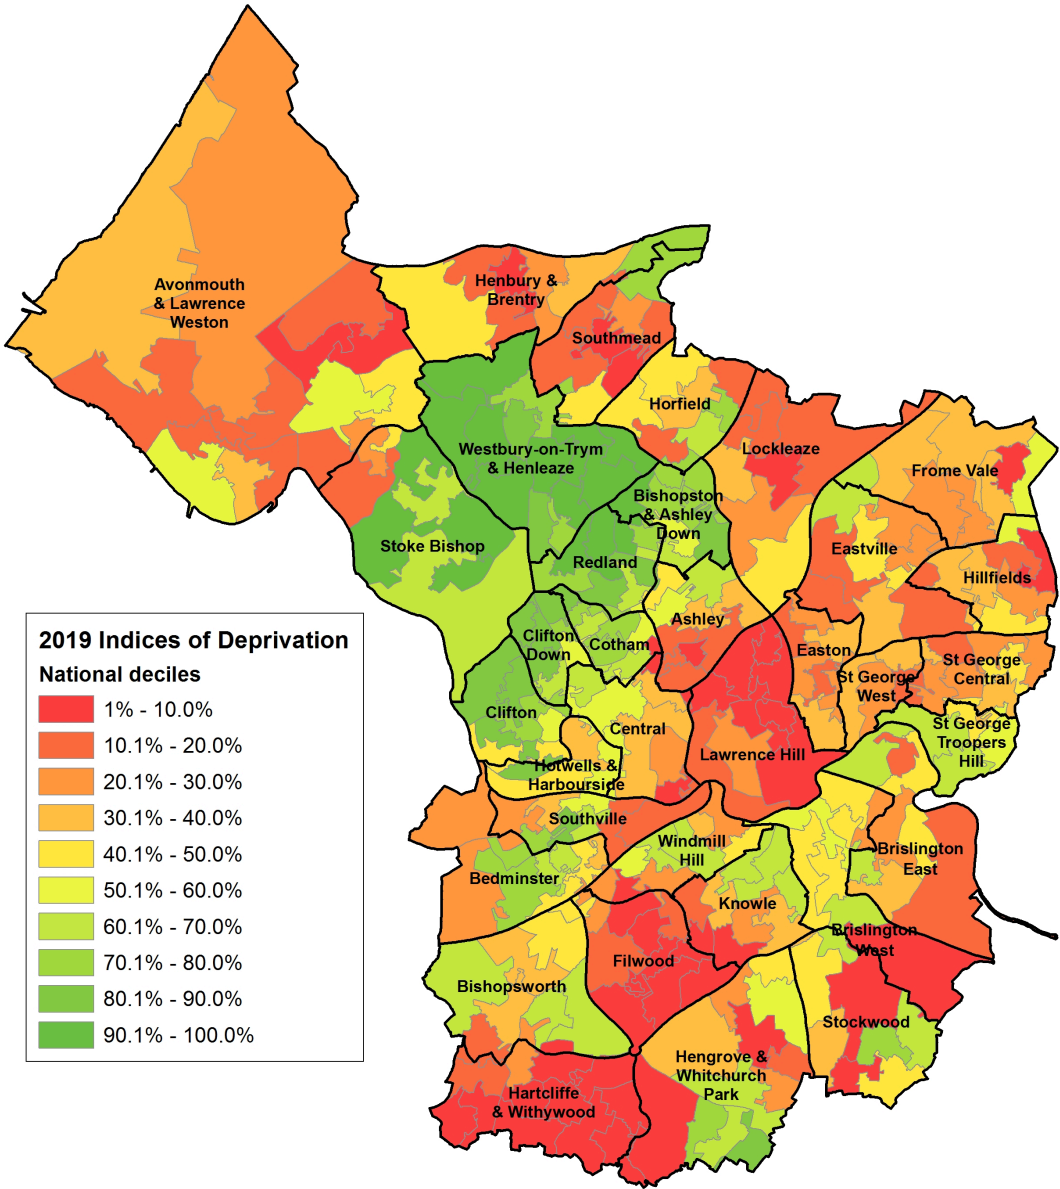 Avonmouth
& Lawrence
Weston
Henbury &
Brentry
Southmead
Horfield
Lockleaze
Westbury-on-Trym
& Henleaze
Frome Vale
Bishopston
& Ashley
Down
Stoke Bishop
Redland
Eastville
Hillfields
Ashley
Clifton
Down
Cotham
Easton
St George
West
St George
Central
Clifton
Central
Lawrence Hill
St George
Troopers
Hill
Hotwells &
Harbourside
Southville
Windmill
Hill
Brislington
East
Bedminster
Knowle
Brislington
West
Filwood
Bishopsworth
Stockwood
Hengrove &
Whitchurch
Park
Hartcliffe
& Withywood
2019 Indices of Deprivation
National deciles
1% - 10.0%
10.1% - 20.0%
20.1% - 30.0%
30.1% - 40.0%
40.1% - 50.0%
50.1% - 60.0%
60.1% - 70.0%
70.1% - 80.0%
80.1% - 90.0%
90.1% - 100.0%